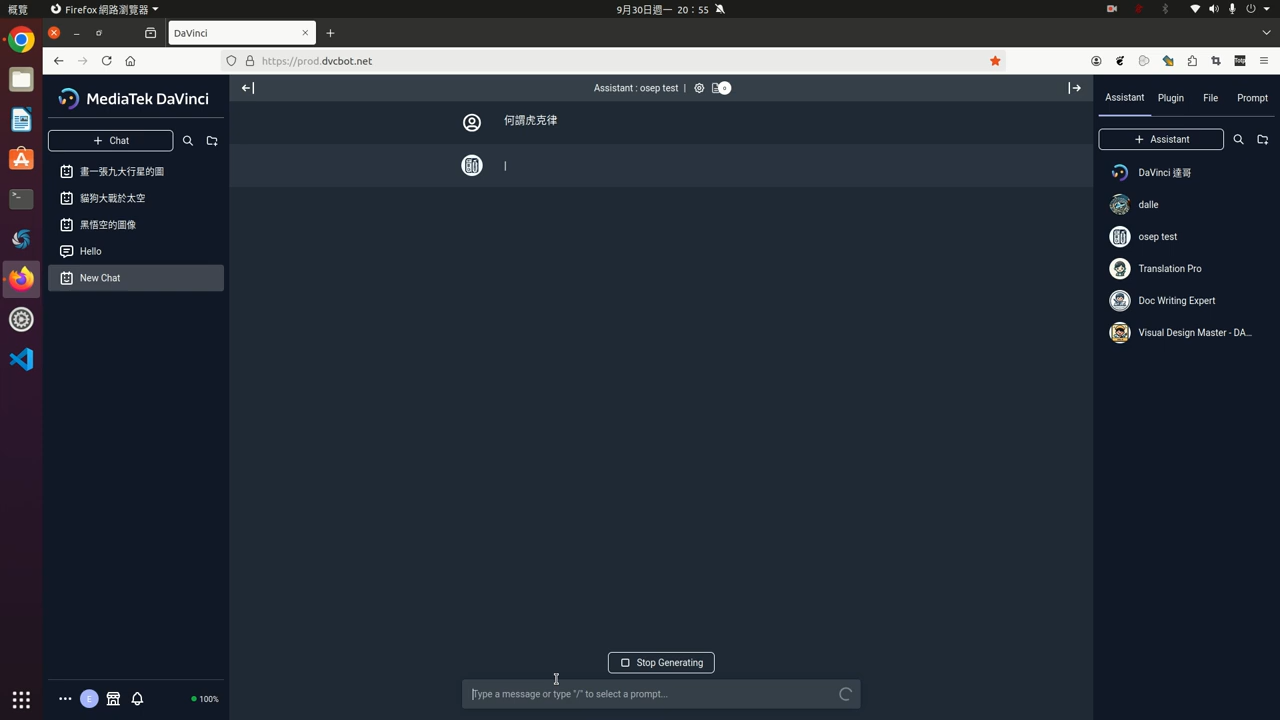 概覽
Firefox 網路瀏覽器
9月30日週一 20：55
DaVinci
https://prod.dvcbot.net
MediaTek DaVinci
Chat
畫一張九大行星的圖
貓狗大戰於太空
黑悟空的圖像
Hello
New Chat
E
100%
Assistant : osep test |
0
何謂虎克律
Stop Generating
Type a message or type "/" to select a prompt...
Assistant
Plugin
File
Prompt
Assistant
DaVinci 達哥
dalle
osep test
Translation Pro
Doc Writing Expert
Visual Design Master - DA...